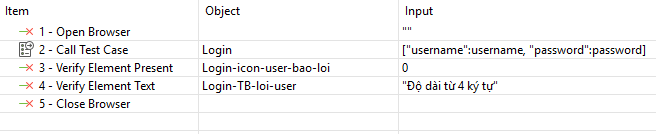 Item Object Input
1 - Open Browser ""
2 - Call Test Case Login ["username":username, "password":password]
3 - Verify Element Present Login-icon-user-bao-loi 0
4 - Verify Element Text Login-TB-loi-user "Độ dài từ 4 ký tự"
5 - Close Browser